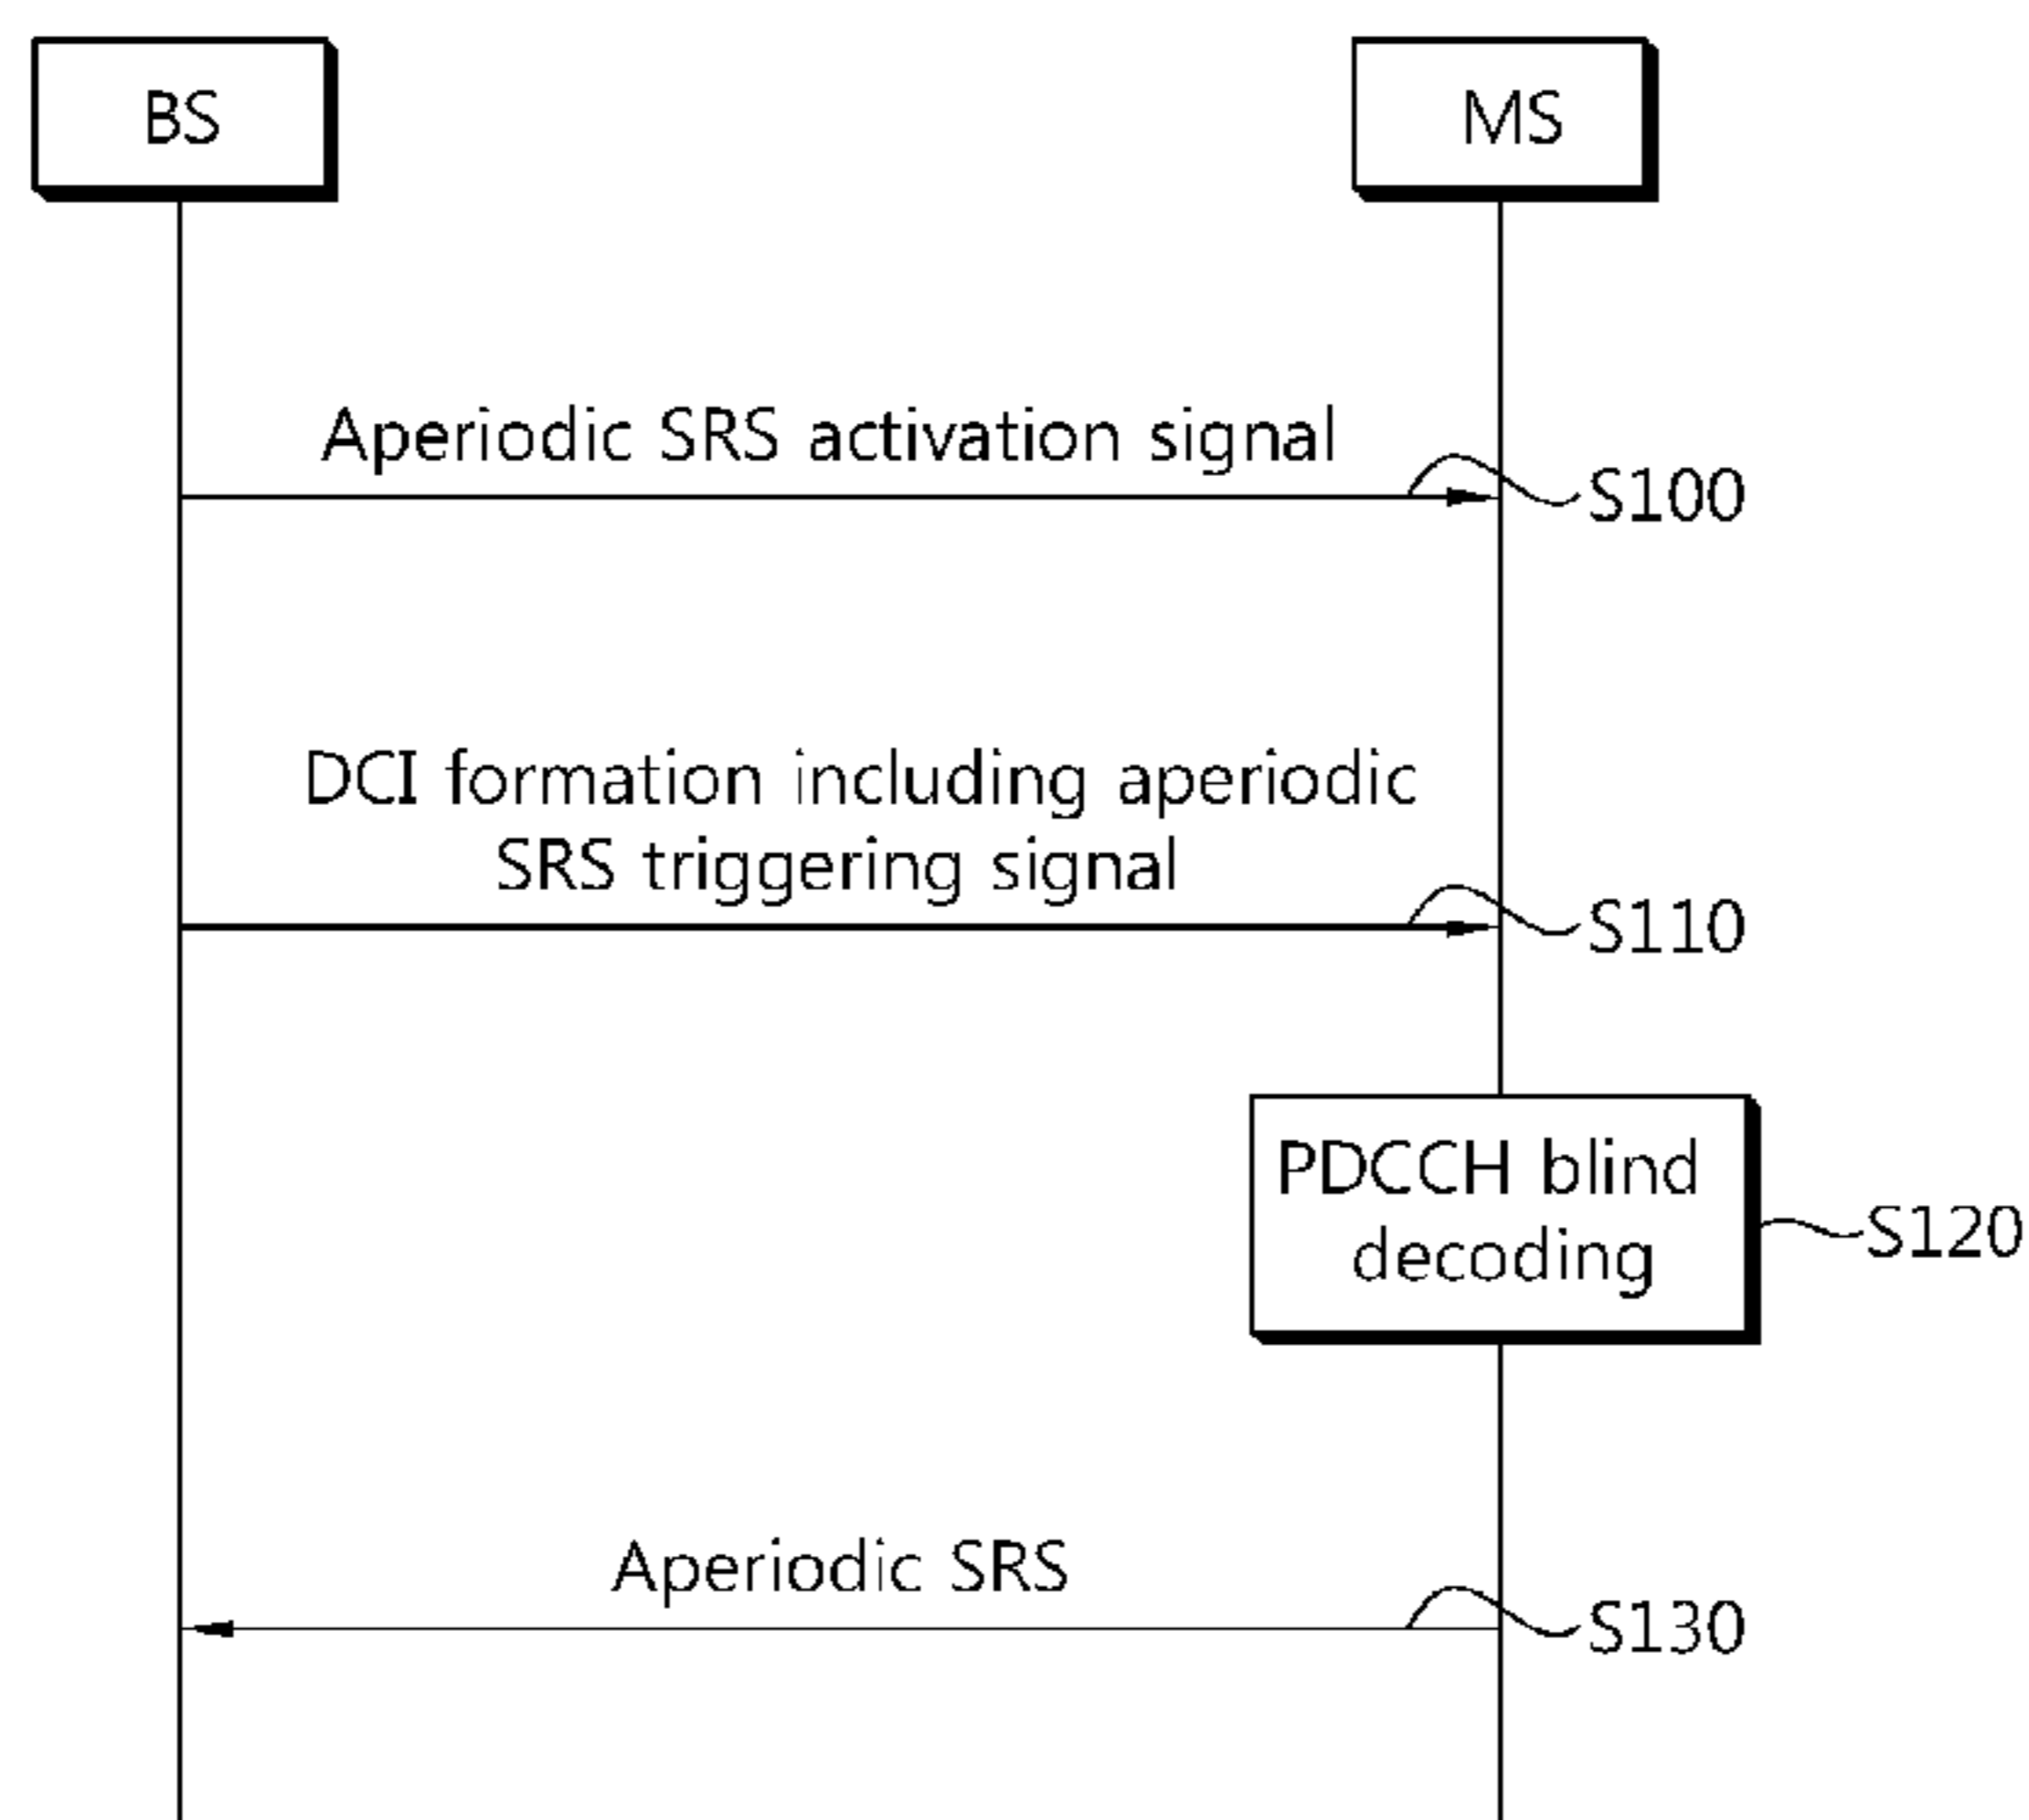 BS
MS
Aperiodic SRS activation signal
S100
DCI formation including aperiodic
SRS triggering signal
S110
PDCCH blind
decoding
S120
Aperiodic SRS
S130